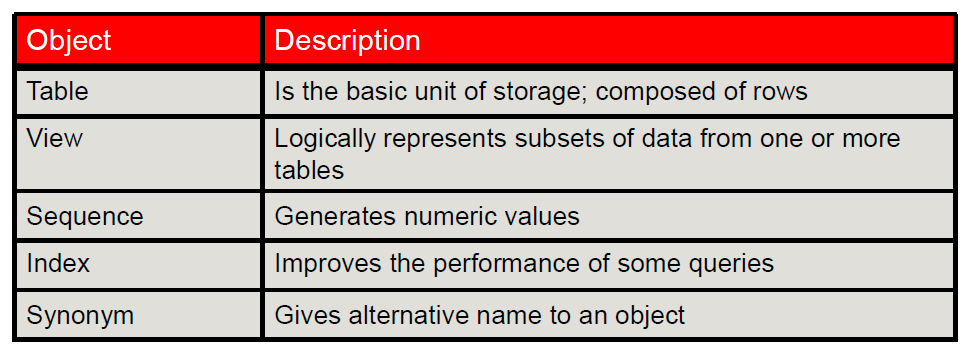 Object Description
Table Is the basic unit of storage; composed of rows
View Logically represents subsets of data from one or more
tables
Sequence Generates numeric values
Index Improves the performance of some queries
Synonym Gives alternative name to an object